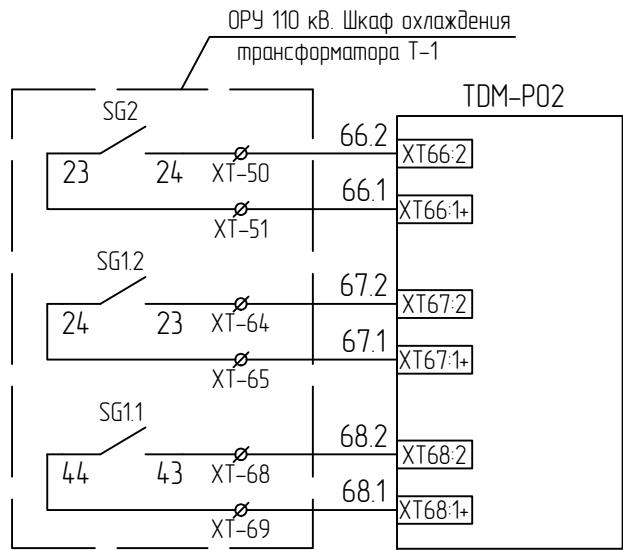 ОРУ 110 кВ. Шкаф охлаждения
трансформатора Т-1
TDM-P02
SG2
66.2
23 24 XT-50 XT66:2
66.1
XT-51 XT66:1+
SG1.2
67.2
24 23 XT-64 XT67:2
67.1
XT-65 XT67:1+
SG1.1
68.2
44 43 XT-68 XT68:2
68.1
XT-69 XT68:1+